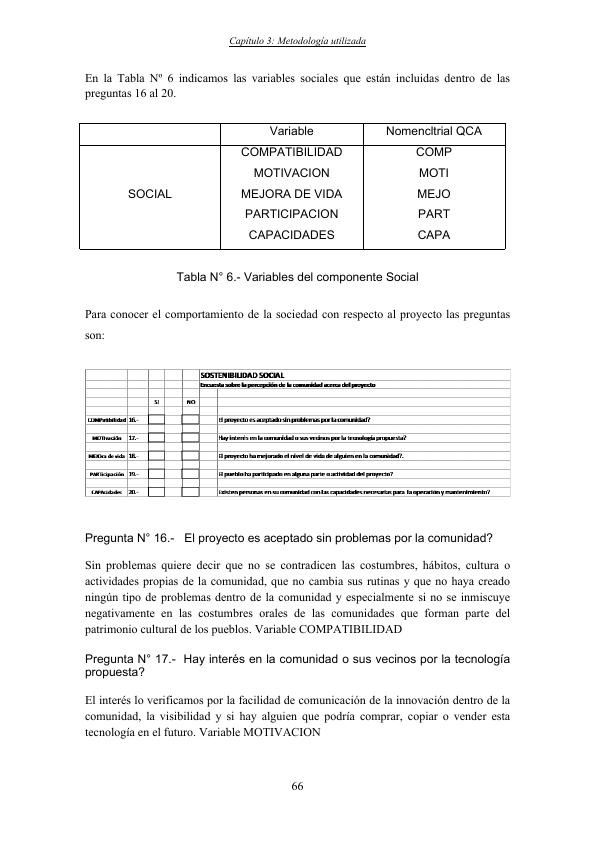 Capítulo 3: Metodología utilizada
En la Tabla Nº 6 indicamos las variables sociales que están incluidas dentro de las
preguntas 16 al 20.
Variable Nomencltrial QCA
COMPATIBILIDAD COMP
MOTIVACION MOTI
SOCIAL MEJORA DE VIDA MEJO
PARTICIPACION PART
CAPACIDADES CAPA
Tabla N° 6.- Variables del componente Social
Para conocer el comportamiento de la sociedad con respecto al proyecto las preguntas
son:
SOSTENIBILIDAD SOCIAL
Encuesta sobre la percepción de la comunidad acerca del proyecto
SI NO
COMPatibilidad 16.- El proyecto es aceptado sin problemas por la comunidad?
MOTIvación 17.- Hay interés en la comunidad o sus vecinos por la tecnología propuesta?
MEJOra de vida 18.- El proyecto ha mejorado el nivel de vida de alguien en la comunidad?.
PARTicipación 19.- El pueblo ha participado en alguna parte o actividad del proyecto?
CAPAcidades 20.- Existen personas en su comunidad con las capacidades necesarias para la operación y mantenimiento?
Pregunta N° 16.- El proyecto es aceptado sin problemas por la comunidad?
Sin problemas quiere decir que no se contradicen las costumbres, hábitos, cultura o
actividades propias de la comunidad, que no cambia sus rutinas y que no haya creado
ningún tipo de problemas dentro de la comunidad y especialmente si no se inmiscuye
negativamente en las costumbres orales de las comunidades que forman parte del
patrimonio cultural de los pueblos. Variable COMPATIBILIDAD
Pregunta N° 17.- Hay interés en la comunidad o sus vecinos por la tecnología
propuesta?
El interés lo verificamos por la facilidad de comunicación de la innovación dentro de la
comunidad, la visibilidad y si hay alguien que podría comprar, copiar o vender esta
tecnología en el futuro. Variable MOTIVACION
66